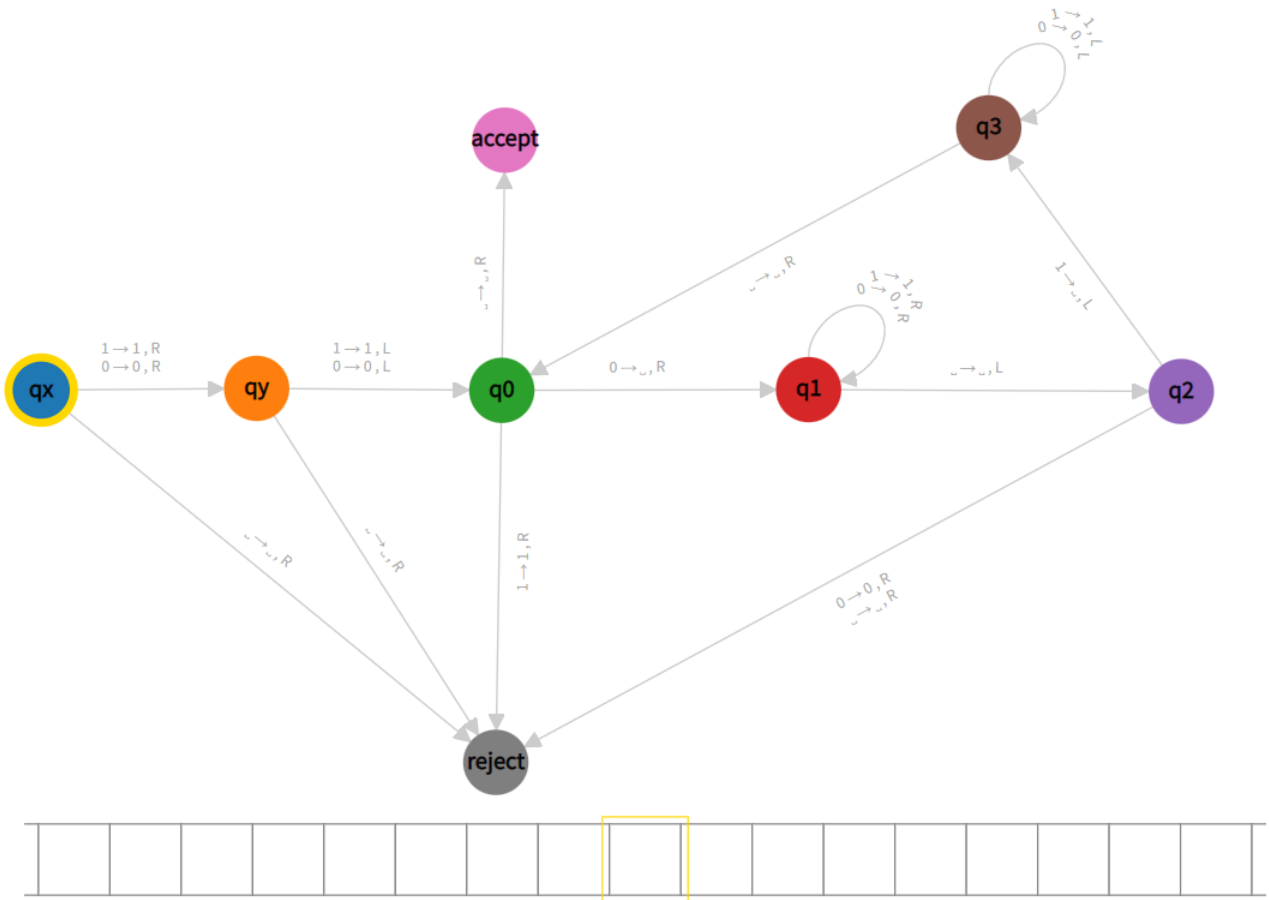 1→1,L
0→0,L
q3
accept
␣→␣,R
␣→␣,R
1→1,R
0→0,R
1→␣,L
1→1,R
0→0,R
1→1,L
0→0,L
0→␣,R
␣→␣,L
qx
qy
q0
q1
q2
␣→␣,R
␣→␣,R
1→1,R
0→0,R
␣→␣,R
reject